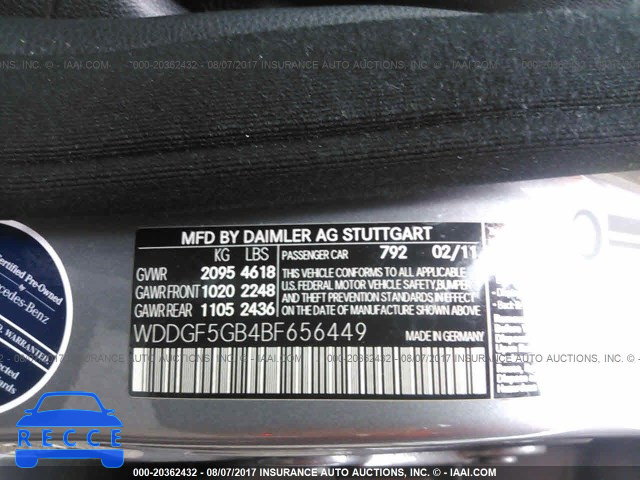 000-20362432 - 08/07/2017 INSURANCE AUTO AUCTIONS, INC. - © IAAI.COM
MFD BY DAIMLER AG STUTTGART
KG LBS PASSENGER CAR 792 02/11
GVWR 2095 4618
GAWR FRONT 1020 2248
GAWR REAR 1105 2436
THIS VEHICLE CONFORMS TO ALL APPLICABLE
U.S. FEDERAL MOTOR VEHICLE SAFETY, BUMPER
AND THEFT PREVENTION STANDARDS IN EFFECT
ON THE DATE OF MANUFACTURE SHOWN ABOVE.
WDDGF5GB4BF656449 MADE IN GERMANY
Certified Pre-Owned
Mercedes-Benz
WARRAN
RECCE
000-20362432 - 08/07/2017 INSURANCE AUTO AUCTIONS, INC. - © IAAI.COM